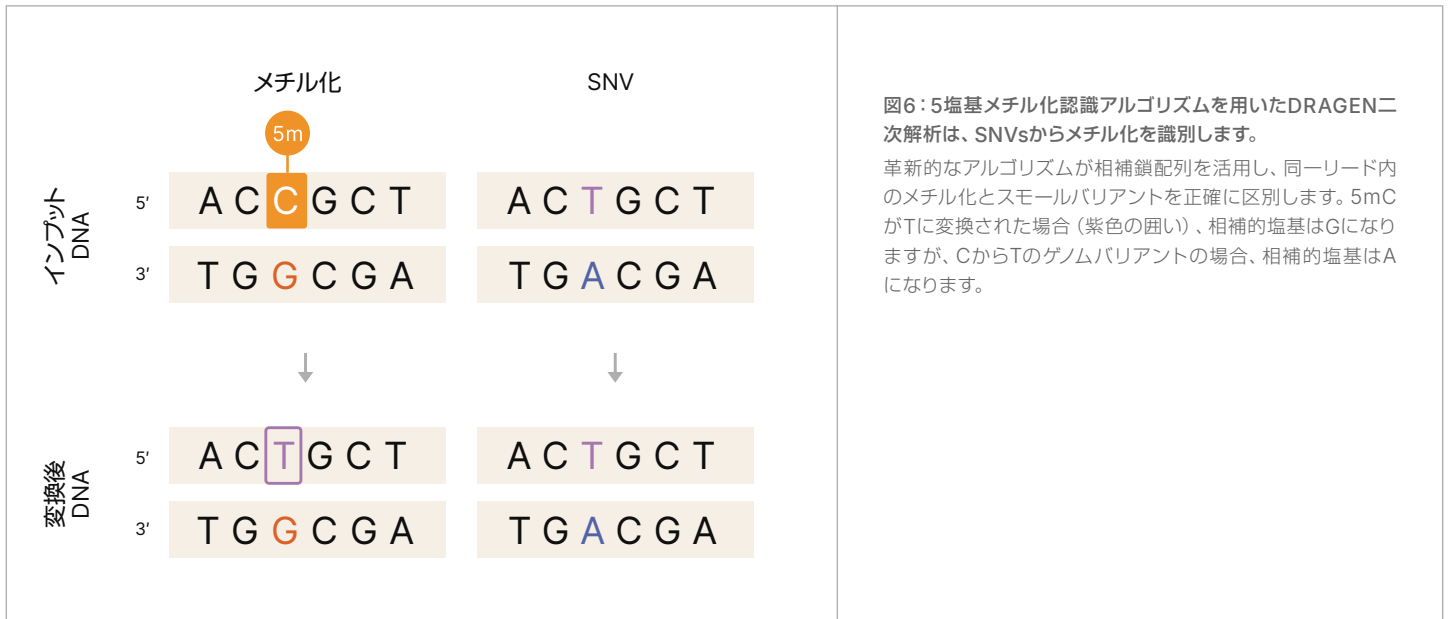 メチル化
SNV
5m
インプット
DNA
5′
A C C G C T
A C T G C T
3′
T G G C G A
T G A C G A
変換後
DNA
5′
A C T G C T
A C T G C T
3′
T G G C G A
T G A C G A
図6：5塩基メチル化認識アルゴリズムを用いたDRAGEN二
次解析は、SNVsからメチル化を識別します。
革新的なアルゴリズムが相補鎖配列を活用し、同一リード内
のメチル化とスモールバリアントを正確に区別します。5mC
がTに変換された場合（紫色の囲い）、相補的塩基はGになり
ますが、CからTのゲノムバリアントの場合、相補的塩基はA
になります。